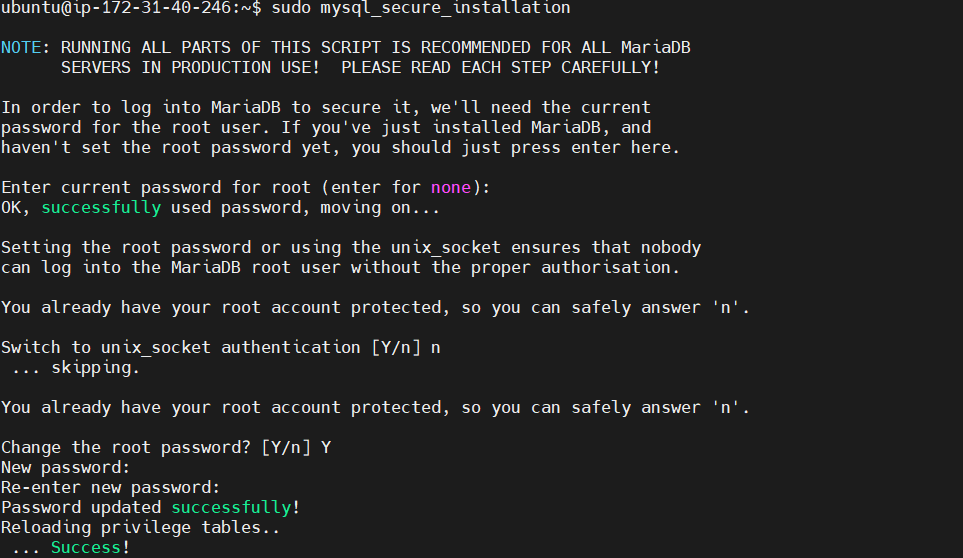 ubuntu@ip-172-31-40-246:~$ sudo mysql_secure_installation
NOTE: RUNNING ALL PARTS OF THIS SCRIPT IS RECOMMENDED FOR ALL MariaDB
SERVERS IN PRODUCTION USE!  PLEASE READ EACH STEP CAREFULLY!
In order to log into MariaDB to secure it, we'll need the current
password for the root user. If you've just installed MariaDB, and
haven't set the root password yet, you should just press enter here.
Enter current password for root (enter for none):
OK, successfully used password, moving on...
Setting the root password or using the unix_socket ensures that nobody
can log into the MariaDB root user without the proper authorisation.
You already have your root account protected, so you can safely answer 'n'.
Switch to unix_socket authentication [Y/n] n
... skipping.
You already have your root account protected, so you can safely answer 'n'.
Change the root password? [Y/n] Y
New password:
Re-enter new password:
Password updated successfully!
Reloading privilege tables..
... Success!